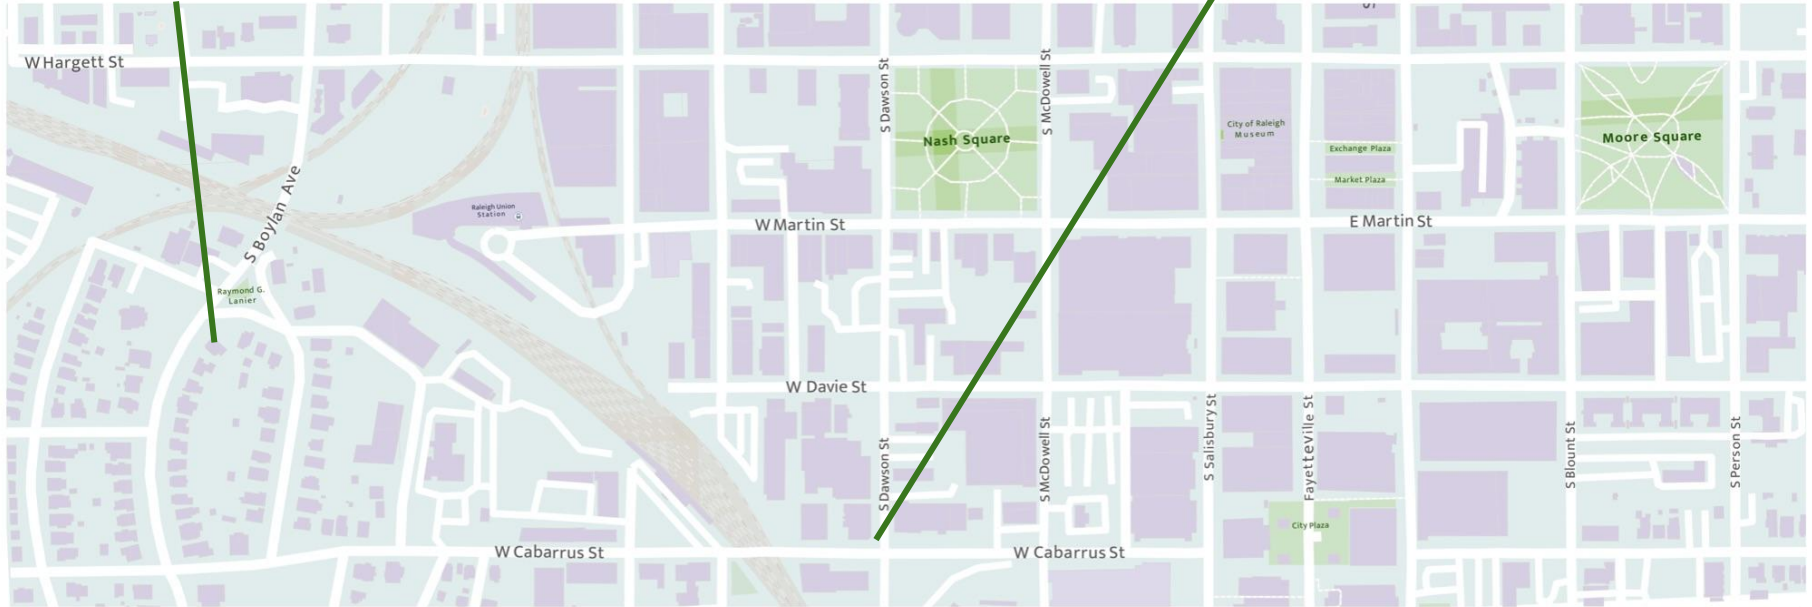 W Hargett St
S Dawson St
S McDowell St
City of Raleigh
Museum
Nash Square
Exchange Plaza
Market Plaza
Moore Square
S Boylan Ave
Raleigh Union
Station
W Martin St
E Martin St
Raymond G.
Lanier
W Davie St
S Dawson St
S McDowell St
S Salisbury St
Fayetteville St
S Blount St
S Person St
City Plaza
W Cabarrus St
W Cabarrus St